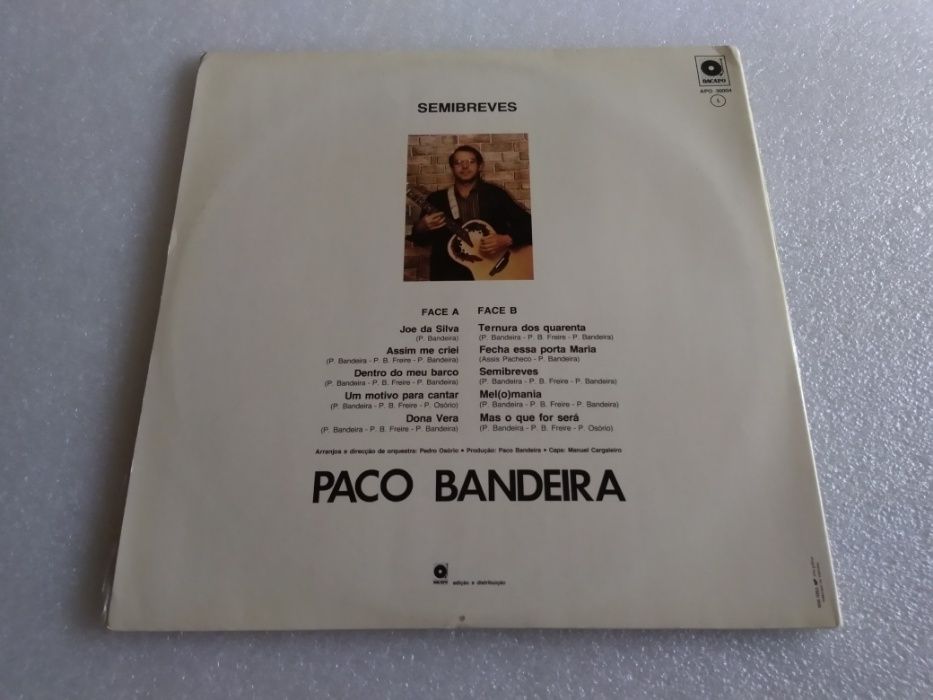 DACAPO
APO 30004
L
SEMIBREVES
FACE A
Joe da Silva
(P. Bandeira)
Assim me criei
(P. Bandeira - P. B. Freire - P. Bandeira)
Dentro do meu barco
(P. Bandeira - P. B. Freire - P. Bandeira)
Um motivo para cantar
(P. Bandeira - P. B. Freire - P. Osório)
Dona Vera
(P. Bandeira - P. B. Freire - P. Bandeira)
FACE B
Ternura dos quarenta
(P. Bandeira - P. B. Freire - P. Bandeira)
Fecha essa porta Maria
(Assis Pacheco - P. Bandeira)
Semibreves
(P. Bandeira - P. B. Freire - P. Bandeira)
Mel(o)mania
(P. Bandeira - P. B. Freire - P. Bandeira)
Mas o que for será
(P. Bandeira - P. B. Freire - P. Osório)
Arranjos e direcção de orquestra: Pedro Osório • Produção: Paco Bandeira • Capa: Manuel Cargaleiro
PACO BANDEIRA
DACAPO edição e distribuição